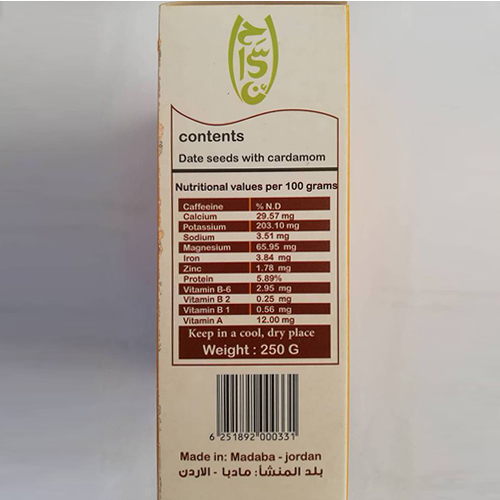 contents
Date seeds with cardamom
Nutritional values per 100 grams
Caffeeine % N.D
Calcium 29.57 mg
Potassium 203.10 mg
Sodium 3.51 mg
Magnesium 65.95 mg
Iron 3.84 mg
Zinc 1.78 mg
Protein 5.89%
Vitamin B-6 2.95 mg
Vitamin B 2 0.25 mg
Vitamin B 1 0.56 mg
Vitamin A 12.00 mg
Keep in a cool, dry place
Weight : 250 G
6 251892 000331
Made in: Madaba - jordan
بلد المنشأ: مادبا - الاردن